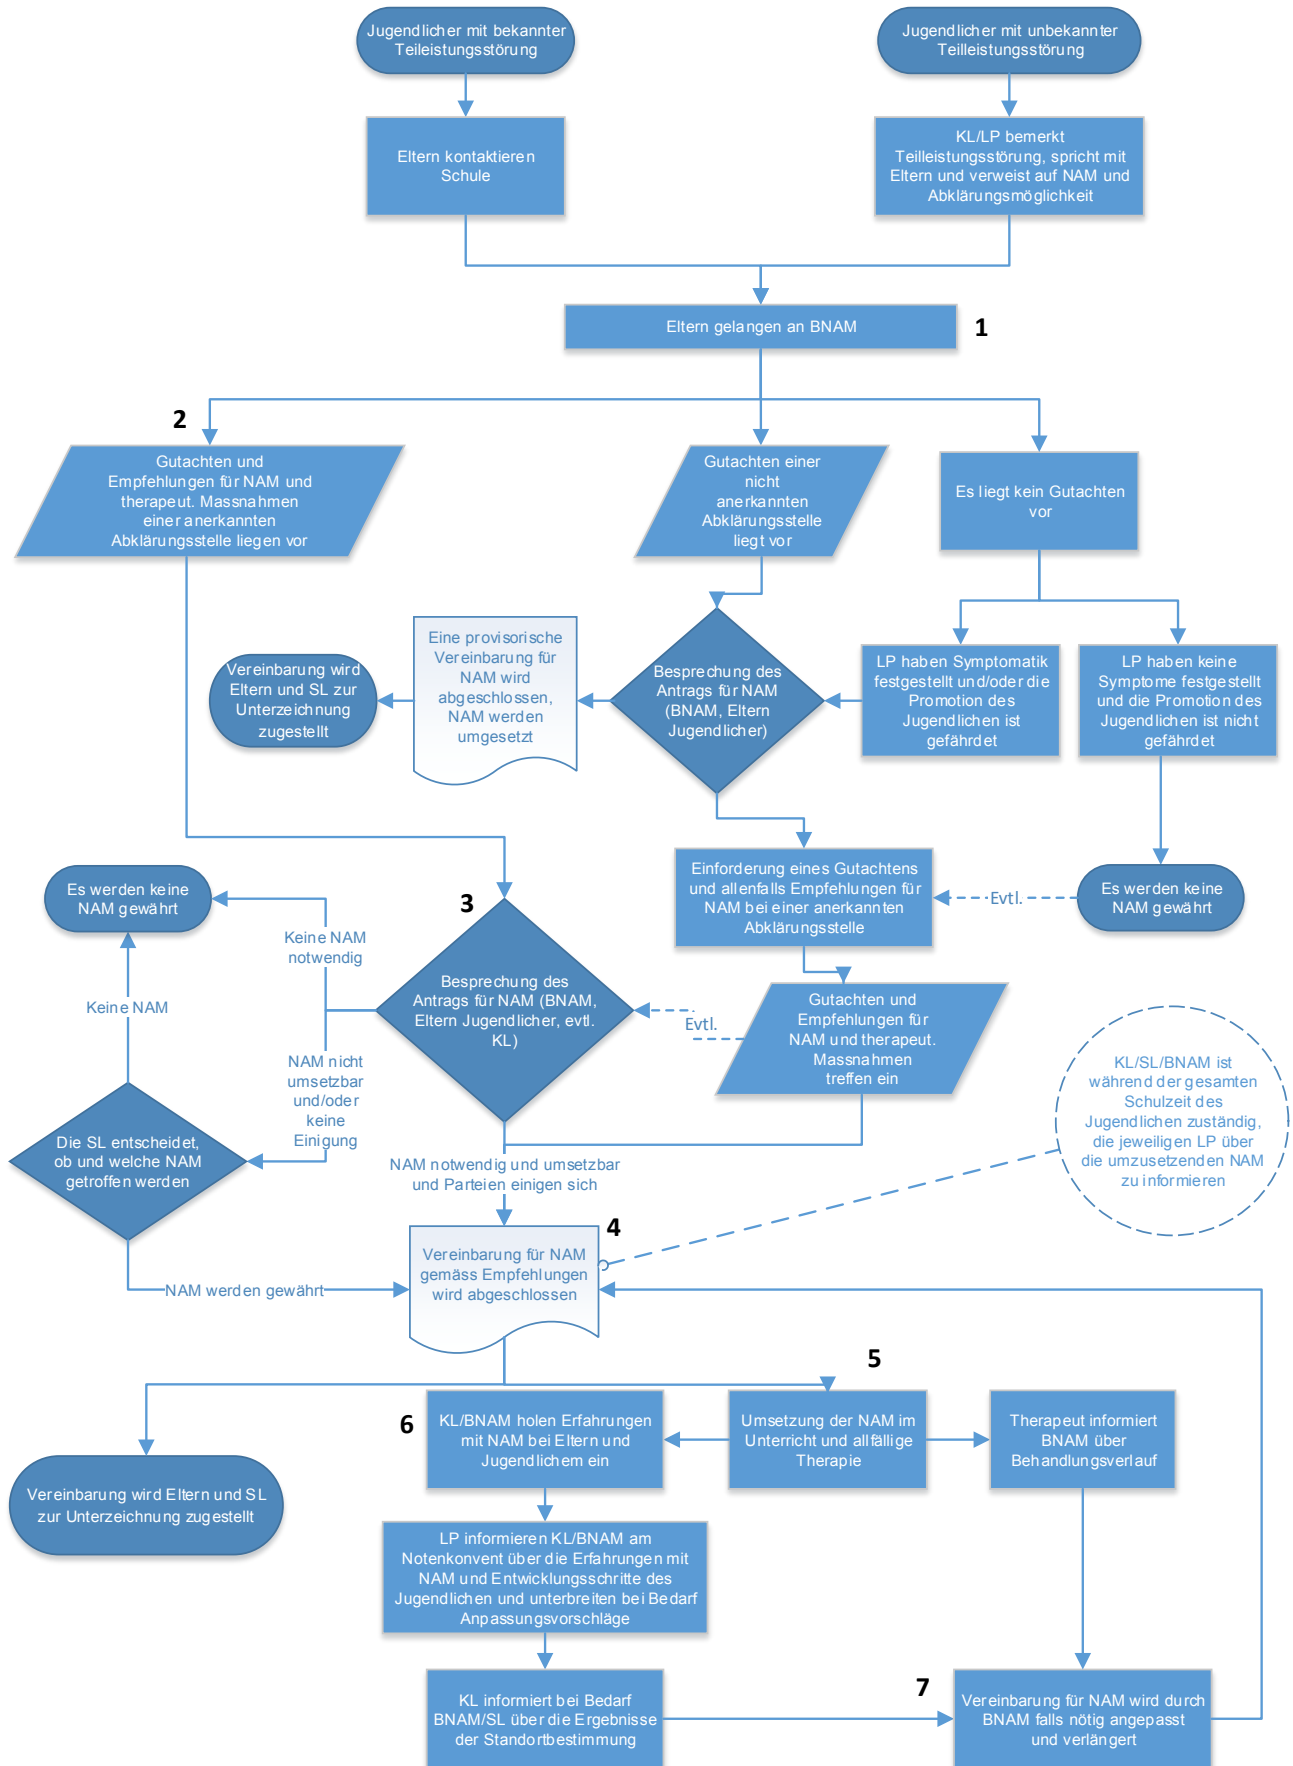 Jugendlicher mit bekannter
Teileistungsstörung
Jugendlicher mit unbekannter
Teilleistungsstörung
Eltern kontaktieren
Schule
KL/LP bemerkt
Teilleistungsstörung, spricht mit
Eltern und verweist auf NAM und
Abklärungsmöglichkeit
Eltern gelangen an BNAM
1
2
Gutachten und
Empfehlungen für NAM und
therapeut. Massnahmen
einer anerkannten
Abklärungsstelle liegen vor
Gutachten einer
nicht
anerkannten
Abklärungsstelle
liegt vor
Es liegt kein Gutachten
vor
Vereinbarung wird
Eltern und SL zur
Unterzeichnung
zugestellt
Eine provisorische
Vereinbarung für
NAM wird
abgeschlossen,
NAM werden
umgesetzt
Besprechung des
Antrags für NAM
(BNAM, Eltern
Jugendlicher)
LP haben Symptomatik
festgestellt und/oder die
Promotion des
Jugendlichen ist
gefährdet
LP haben keine
Symptome festgestellt
und die Promotion des
Jugendlichen ist nicht
gefährdet
Es werden keine
NAM gewährt
3
Einforderung eines Gutachtens
und allenfalls Empfehlungen für
NAM bei einer anerkannten
Abklärungsstelle
Evtl.
Es werden keine
NAM gewährt
Keine NAM
notwendig
Keine NAM
Besprechung des
Antrags für NAM (BNAM,
Eltern Jugendlicher, evtl.
KL)
Evtl.
Gutachten und
Empfehlungen für
NAM und therapeut.
Massnahmen
treffen ein
NAM nicht
umsetzbar
und/oder
keine
Einigung
KL/SL/BNAM ist
während der gesamten
Schulzeit des
Jugendlichen zuständig,
die jeweiligen LP über
die umzusetzenden NAM
zu informieren
Die SL entscheidet,
ob und welche NAM
getroffen werden
NAM notwendig und umsetzbar
und Parteien einigen sich
4
Vereinbarung für NAM
gemäss Empfehlungen
wird abgeschlossen
NAM werden gewährt
5
6
KL/BNAM holen Erfahrungen
mit NAM bei Eltern und
Jugendlichem ein
Umsetzung der NAM im
Unterricht und allfällige
Therapie
Therapeut informiert
BNAM über
Behandlungsverlauf
Vereinbarung wird Eltern und SL
zur Unterzeichnung zugestellt
LP informieren KL/BNAM am
Notenkonvent über die Erfahrungen mit
NAM und Entwicklungsschritte des
Jugendlichen und unterbreiten bei Bedarf
Anpassungsvorschläge
7
KL informiert bei Bedarf
BNAM/SL über die Ergebnisse
der Standortbestimmung
Vereinbarung für NAM wird durch
BNAM falls nötig angepasst
und verlängert